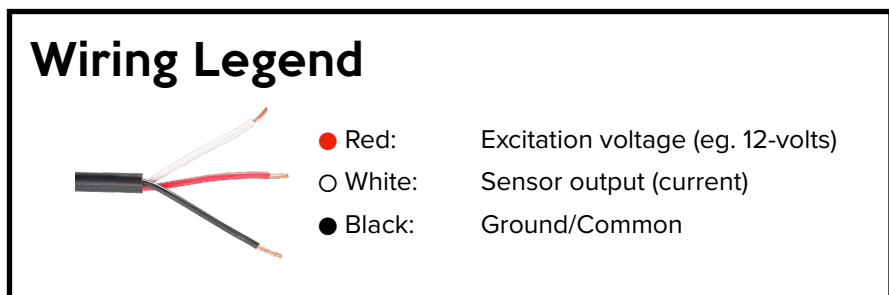 Wiring Legend
Red: Excitation voltage (eg. 12-volts)
White: Sensor output (current)
Black: Ground/Common